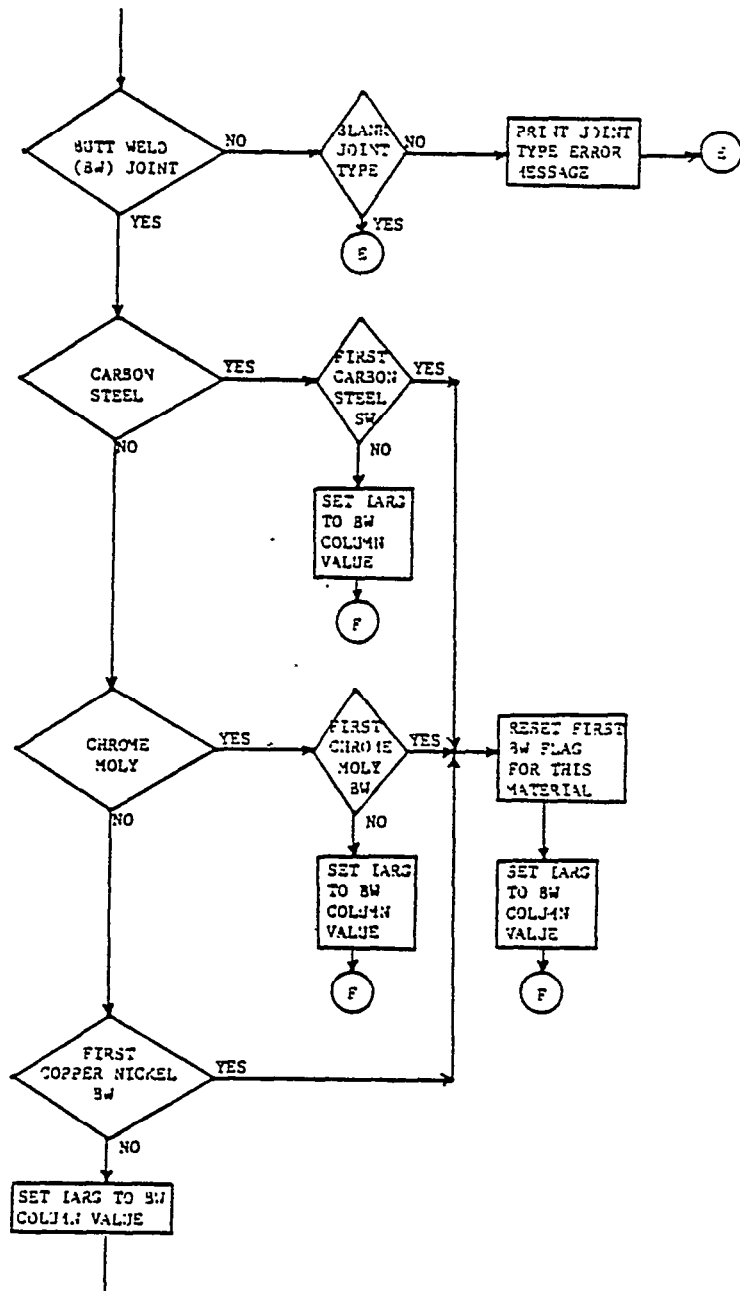 BUTT WELD
(BW) JOINT
NO
BLANK
JOINT
TYPE
NO
PRINT JOINT
TYPE ERROR
MESSAGE
E
YES
YES
E
CARBON
STEEL
YES
FIRST
CARBON
STEEL
SW
YES
NO
NO
SET IARG
TO BW
COLUMN
VALUE
F
CHROME
MOLY
YES
FIRST
CHROME
MOLY
BW
YES
RESET FIRST
BW FLAG
FOR THIS
MATERIAL
NO
NO
SET IARG
TO BW
COLUMN
VALUE
SET IARG
TO BW
COLUMN
VALUE
F
F
FIRST
COPPER NICKEL
BW
YES
NO
SET IARG TO BW
COLUMN VALUE